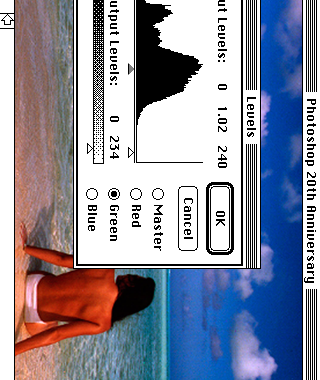 Photoshop 20th Anniversary
Levels
ut Levels: 0 1.02 240
OK
Cancel
Master
Red
Green
Blue
utput Levels: 0 234